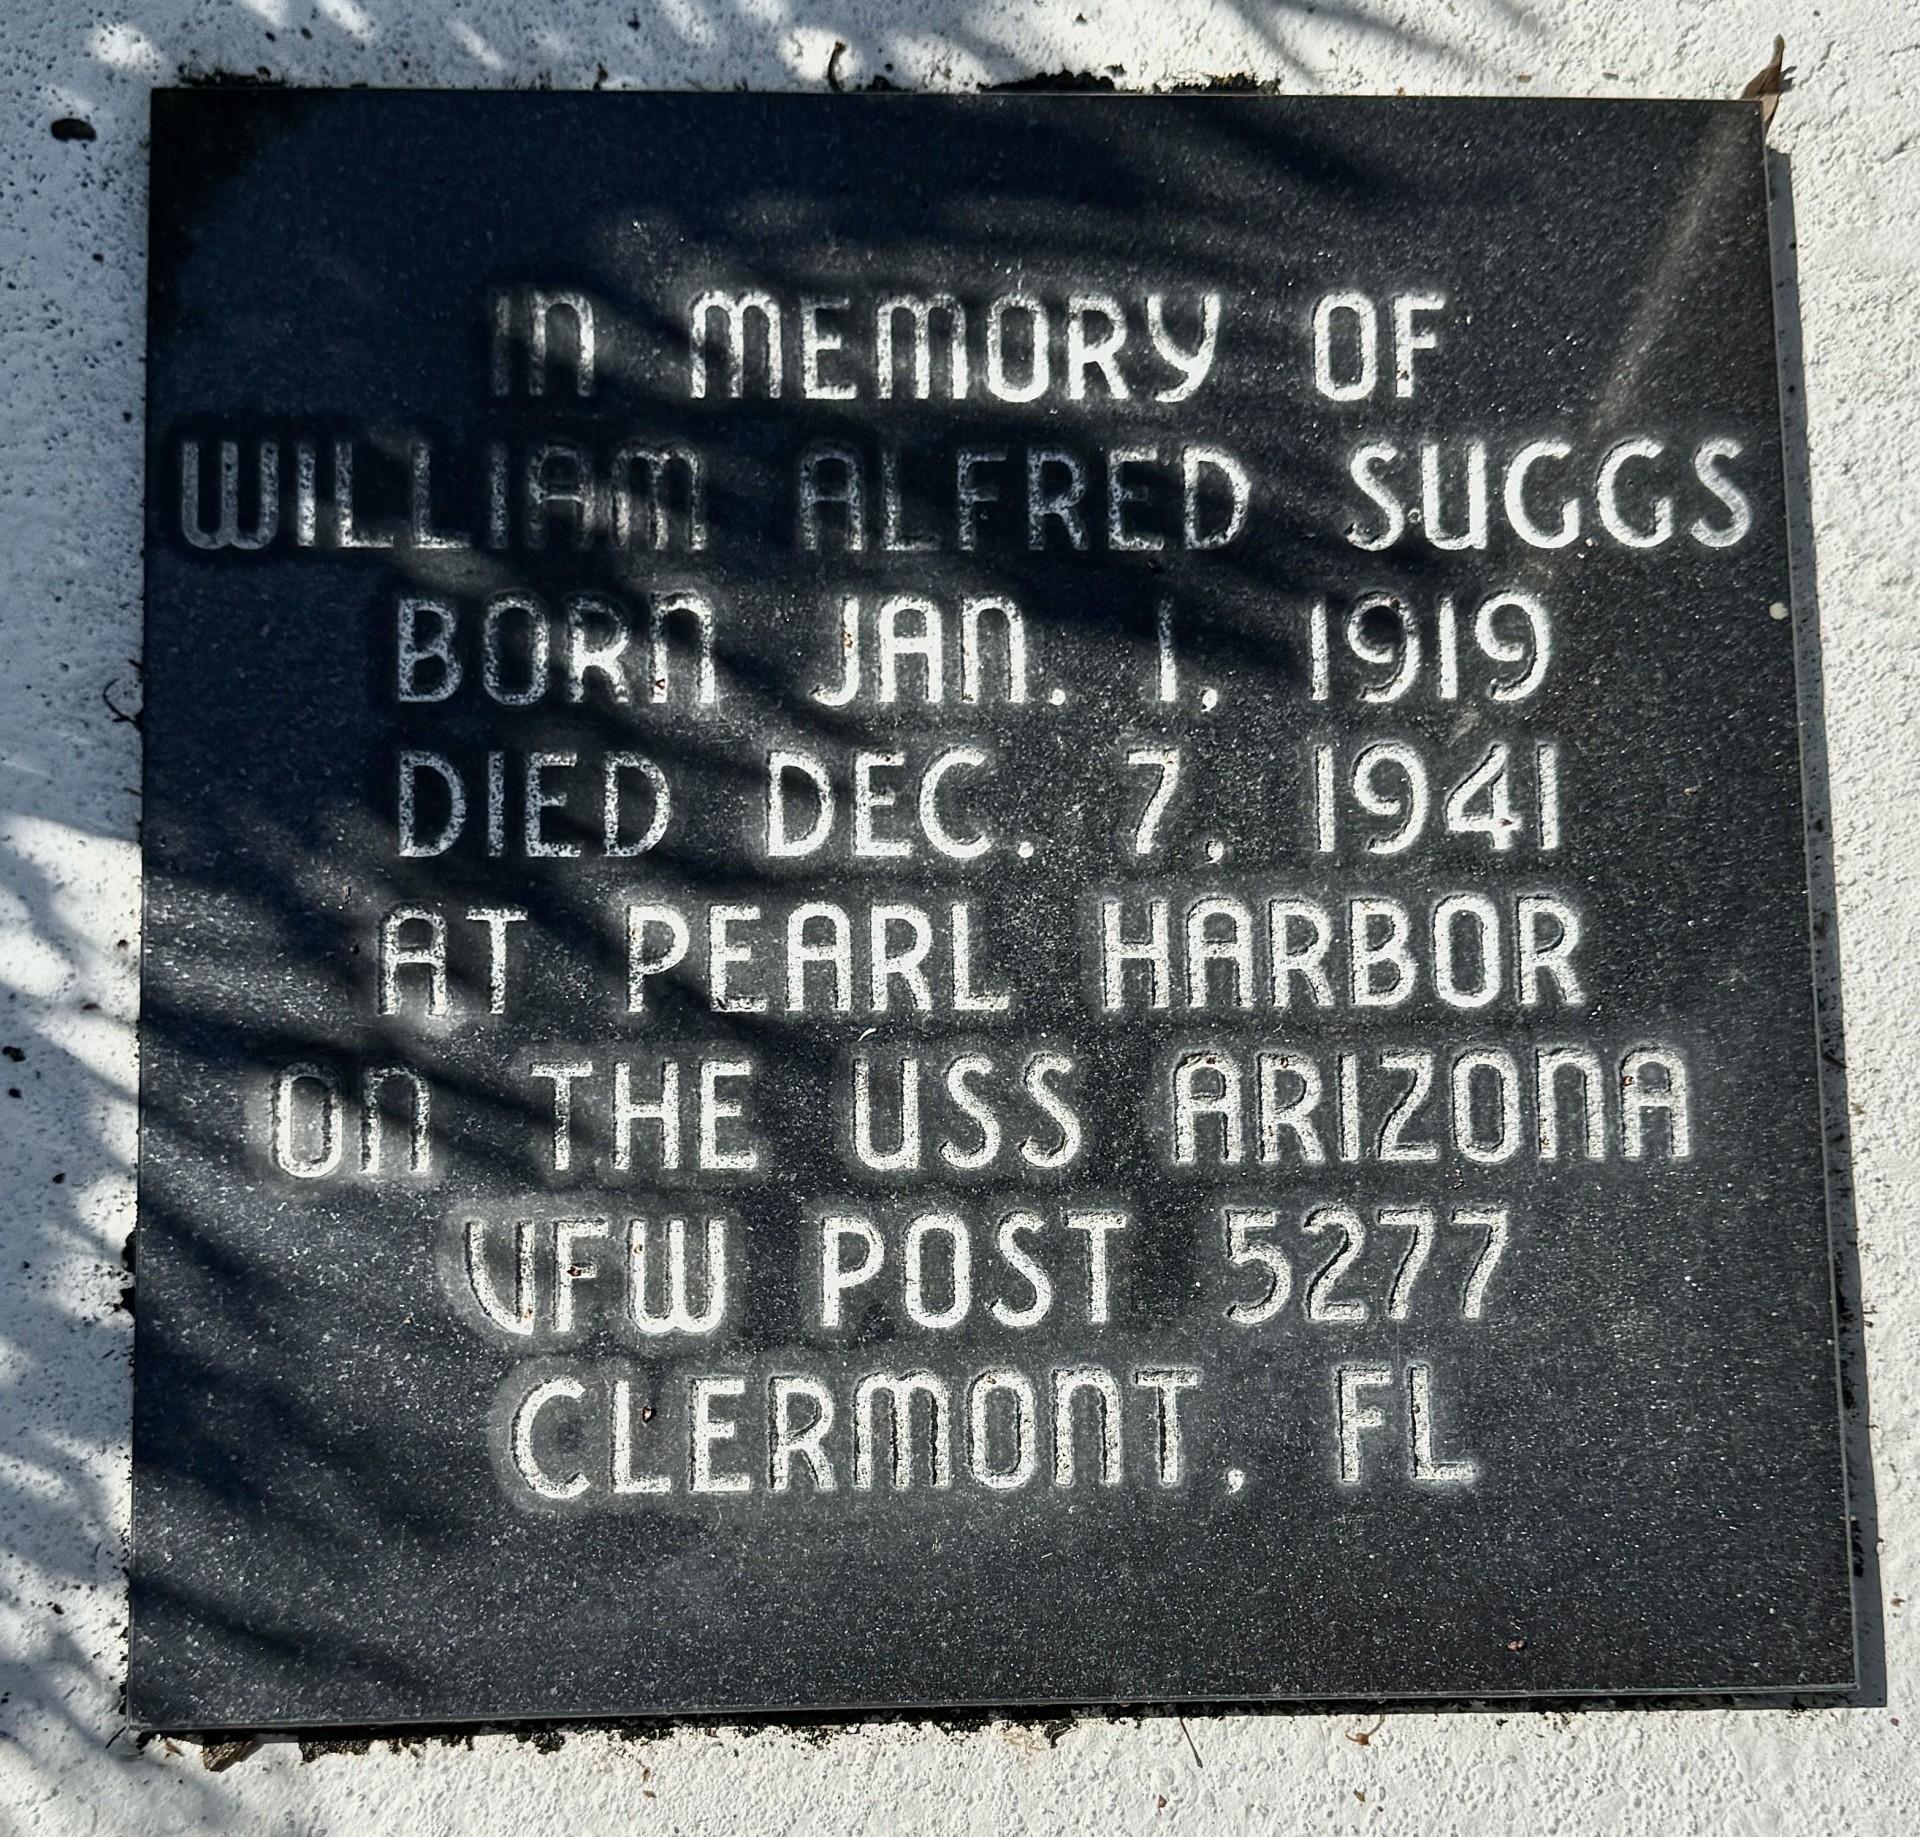 IN MEMORY OF
WILLIAM ALFRED SUGGS
BORN JAN. 1, 1919
DIED DEC. 7, 1941
AT PEARL HARBOR
ON THE USS ARIZONA
VFW POST 5277
CLERMONT, FL